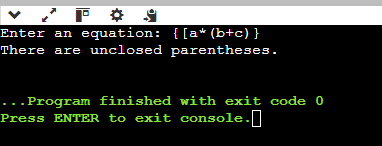 Enter an equation: {[a*(b+c)}
There are unclosed parentheses.
...Program finished with exit code 0
Press ENTER to exit console.